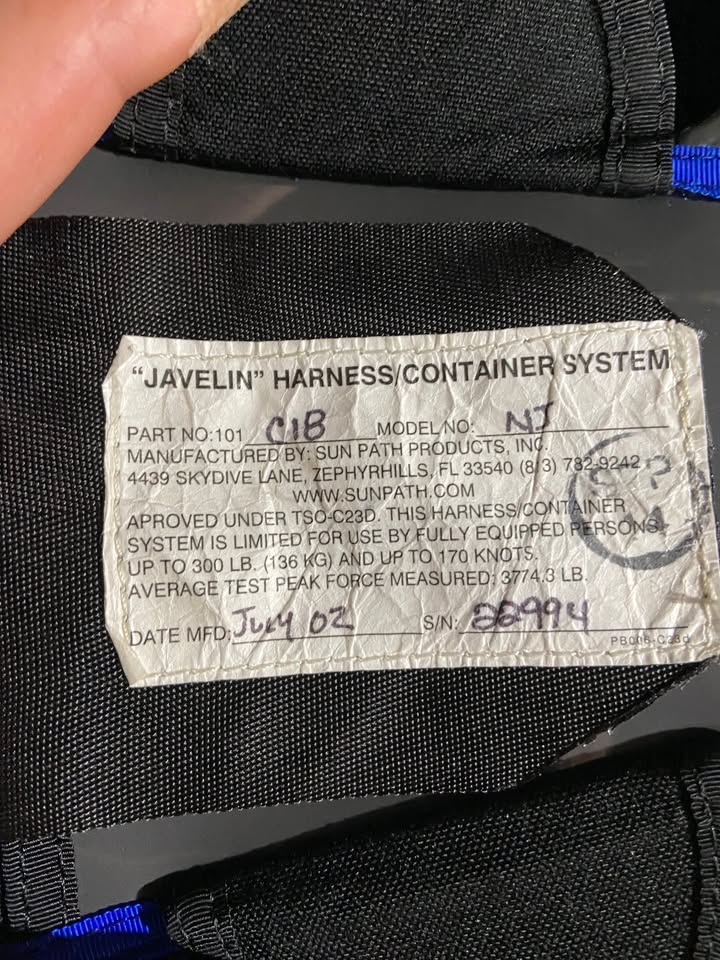 "JAVELIN" HARNESS/CONTAINER SYSTEM
PART NO:101 C1B MODEL NO: NJ
MANUFACTURED BY: SUN PATH PRODUCTS, INC.
4439 SKYDIVE LANE, ZEPHYRHILLS, FL 33540 (813) 782-9242
WWW.SUNPATH.COM
APROVED UNDER TSO-C23D. THIS HARNESS/CONTAINER
SYSTEM IS LIMITED FOR USE BY FULLY EQUIPPED PERSONS
UP TO 300 LB. (136 KG) AND UP TO 170 KNOTS.
AVERAGE TEST PEAK FORCE MEASURED: 3774.3 LB.
DATE MFD: July 02 S/N: 22994
PB006-C23d